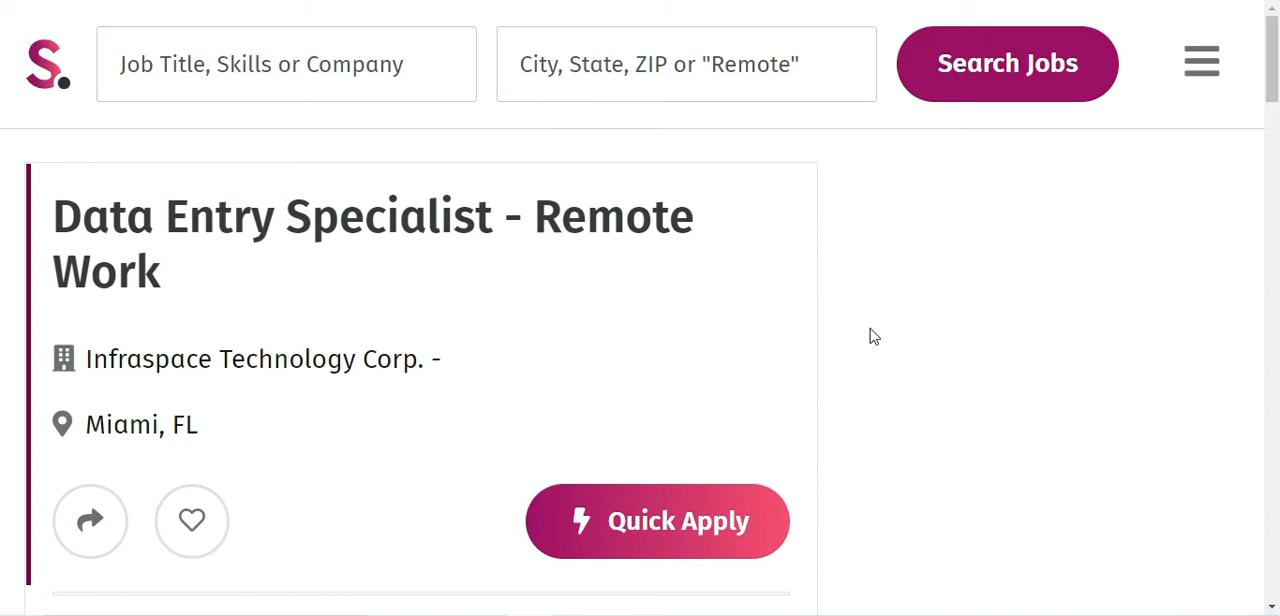 S.
Job Title, Skills or Company
City, State, ZIP or "Remote"
Search Jobs
Data Entry Specialist - Remote
Work
Infraspace Technology Corp. -
Miami, FL
Quick Apply